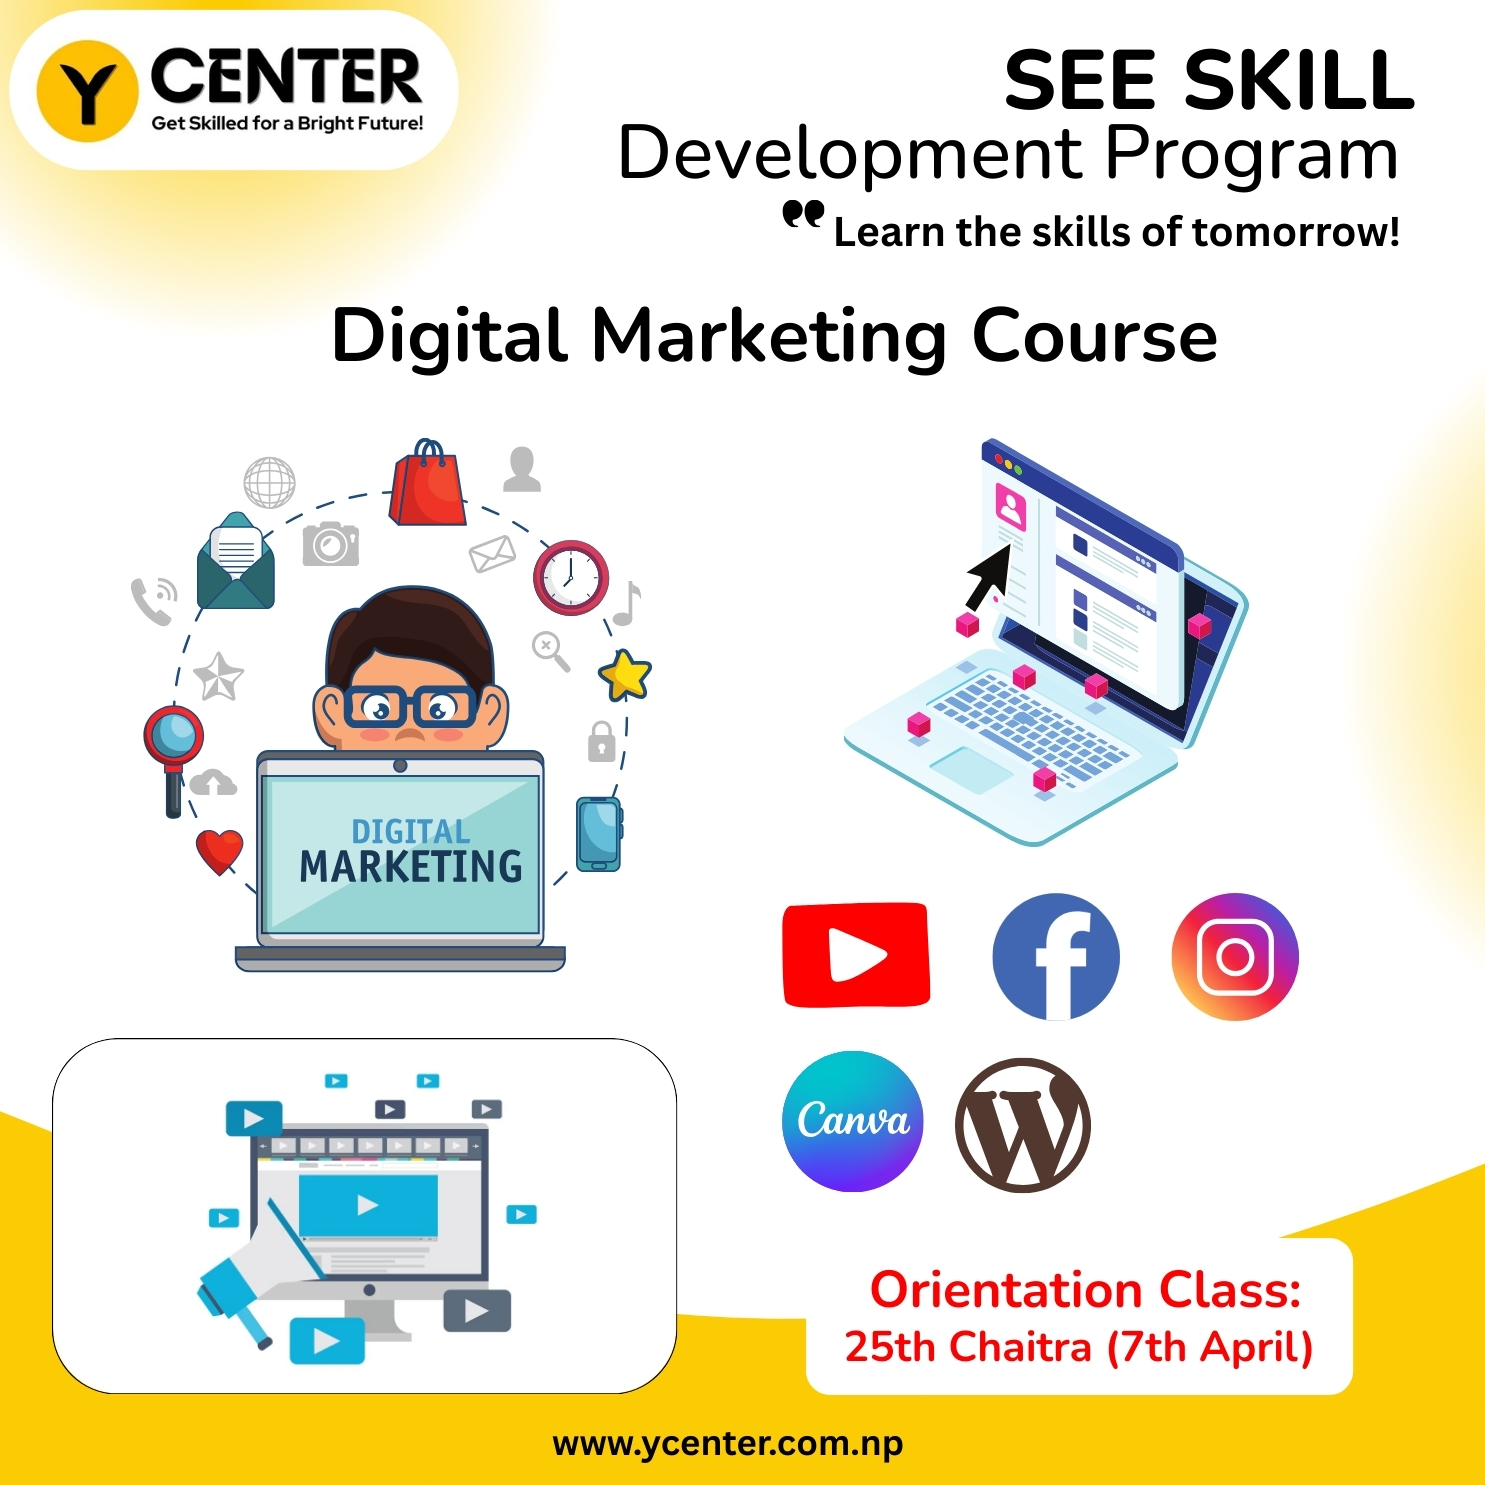 Y CENTER
Get Skilled for a Bright Future!
SEE SKILL
Development Program
❞ Learn the skills of tomorrow!
Digital Marketing Course
DIGITAL
MARKETING
f
Canva
W
Orientation Class:
25th Chaitra (7th April)
www.ycenter.com.np